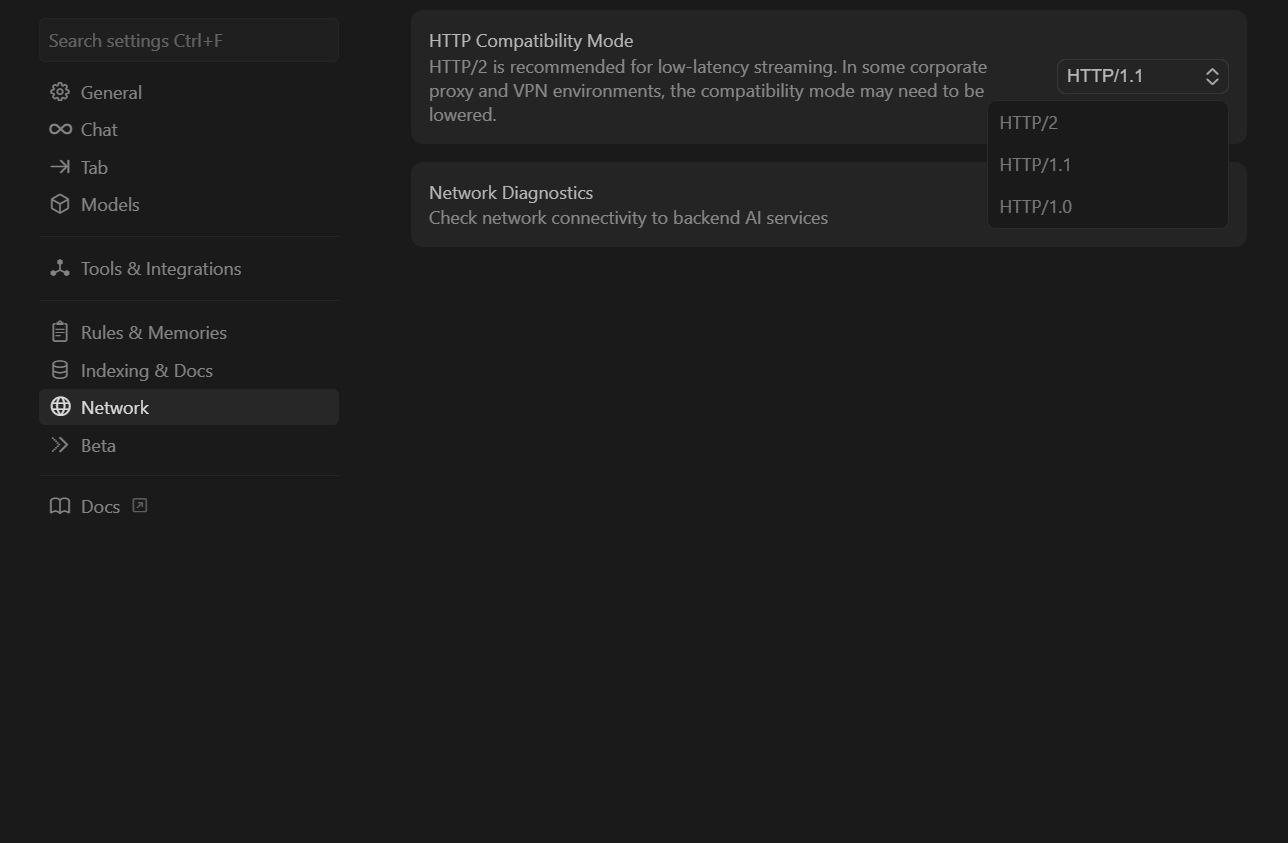 Search settings Ctrl+F
General
Chat
Tab
Models
Tools & Integrations
Rules & Memories
Indexing & Docs
Network
Beta
Docs
HTTP Compatibility Mode
HTTP/2 is recommended for low-latency streaming. In some corporate
proxy and VPN environments, the compatibility mode may need to be
lowered.
HTTP/1.1
HTTP/2
HTTP/1.1
HTTP/1.0
Network Diagnostics
Check network connectivity to backend AI services